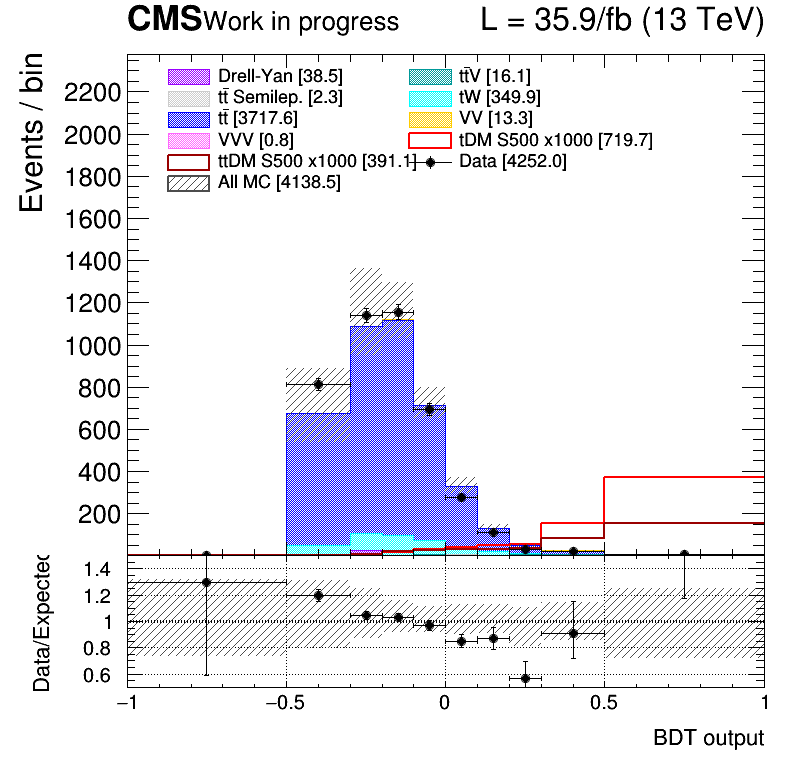 CMS Work in progress L = 35.9/fb (13 TeV)
Events / bin
Drell-Yan [38.5] tt̄V [16.1]
tt̄ Semilep. [2.3] tW [349.9]
tt̄ [3717.6] VV [13.3]
VVV [0.8] tDM S500 x1000 [719.7]
ttDM S500 x1000 [391.1] Data [4252.0]
All MC [4138.5]
2200
2000
1800
1600
1400
1200
1000
800
600
400
200
Data/Expected
1.4
1.2
1
0.8
0.6
−1 −0.5 0 0.5 1
BDT output